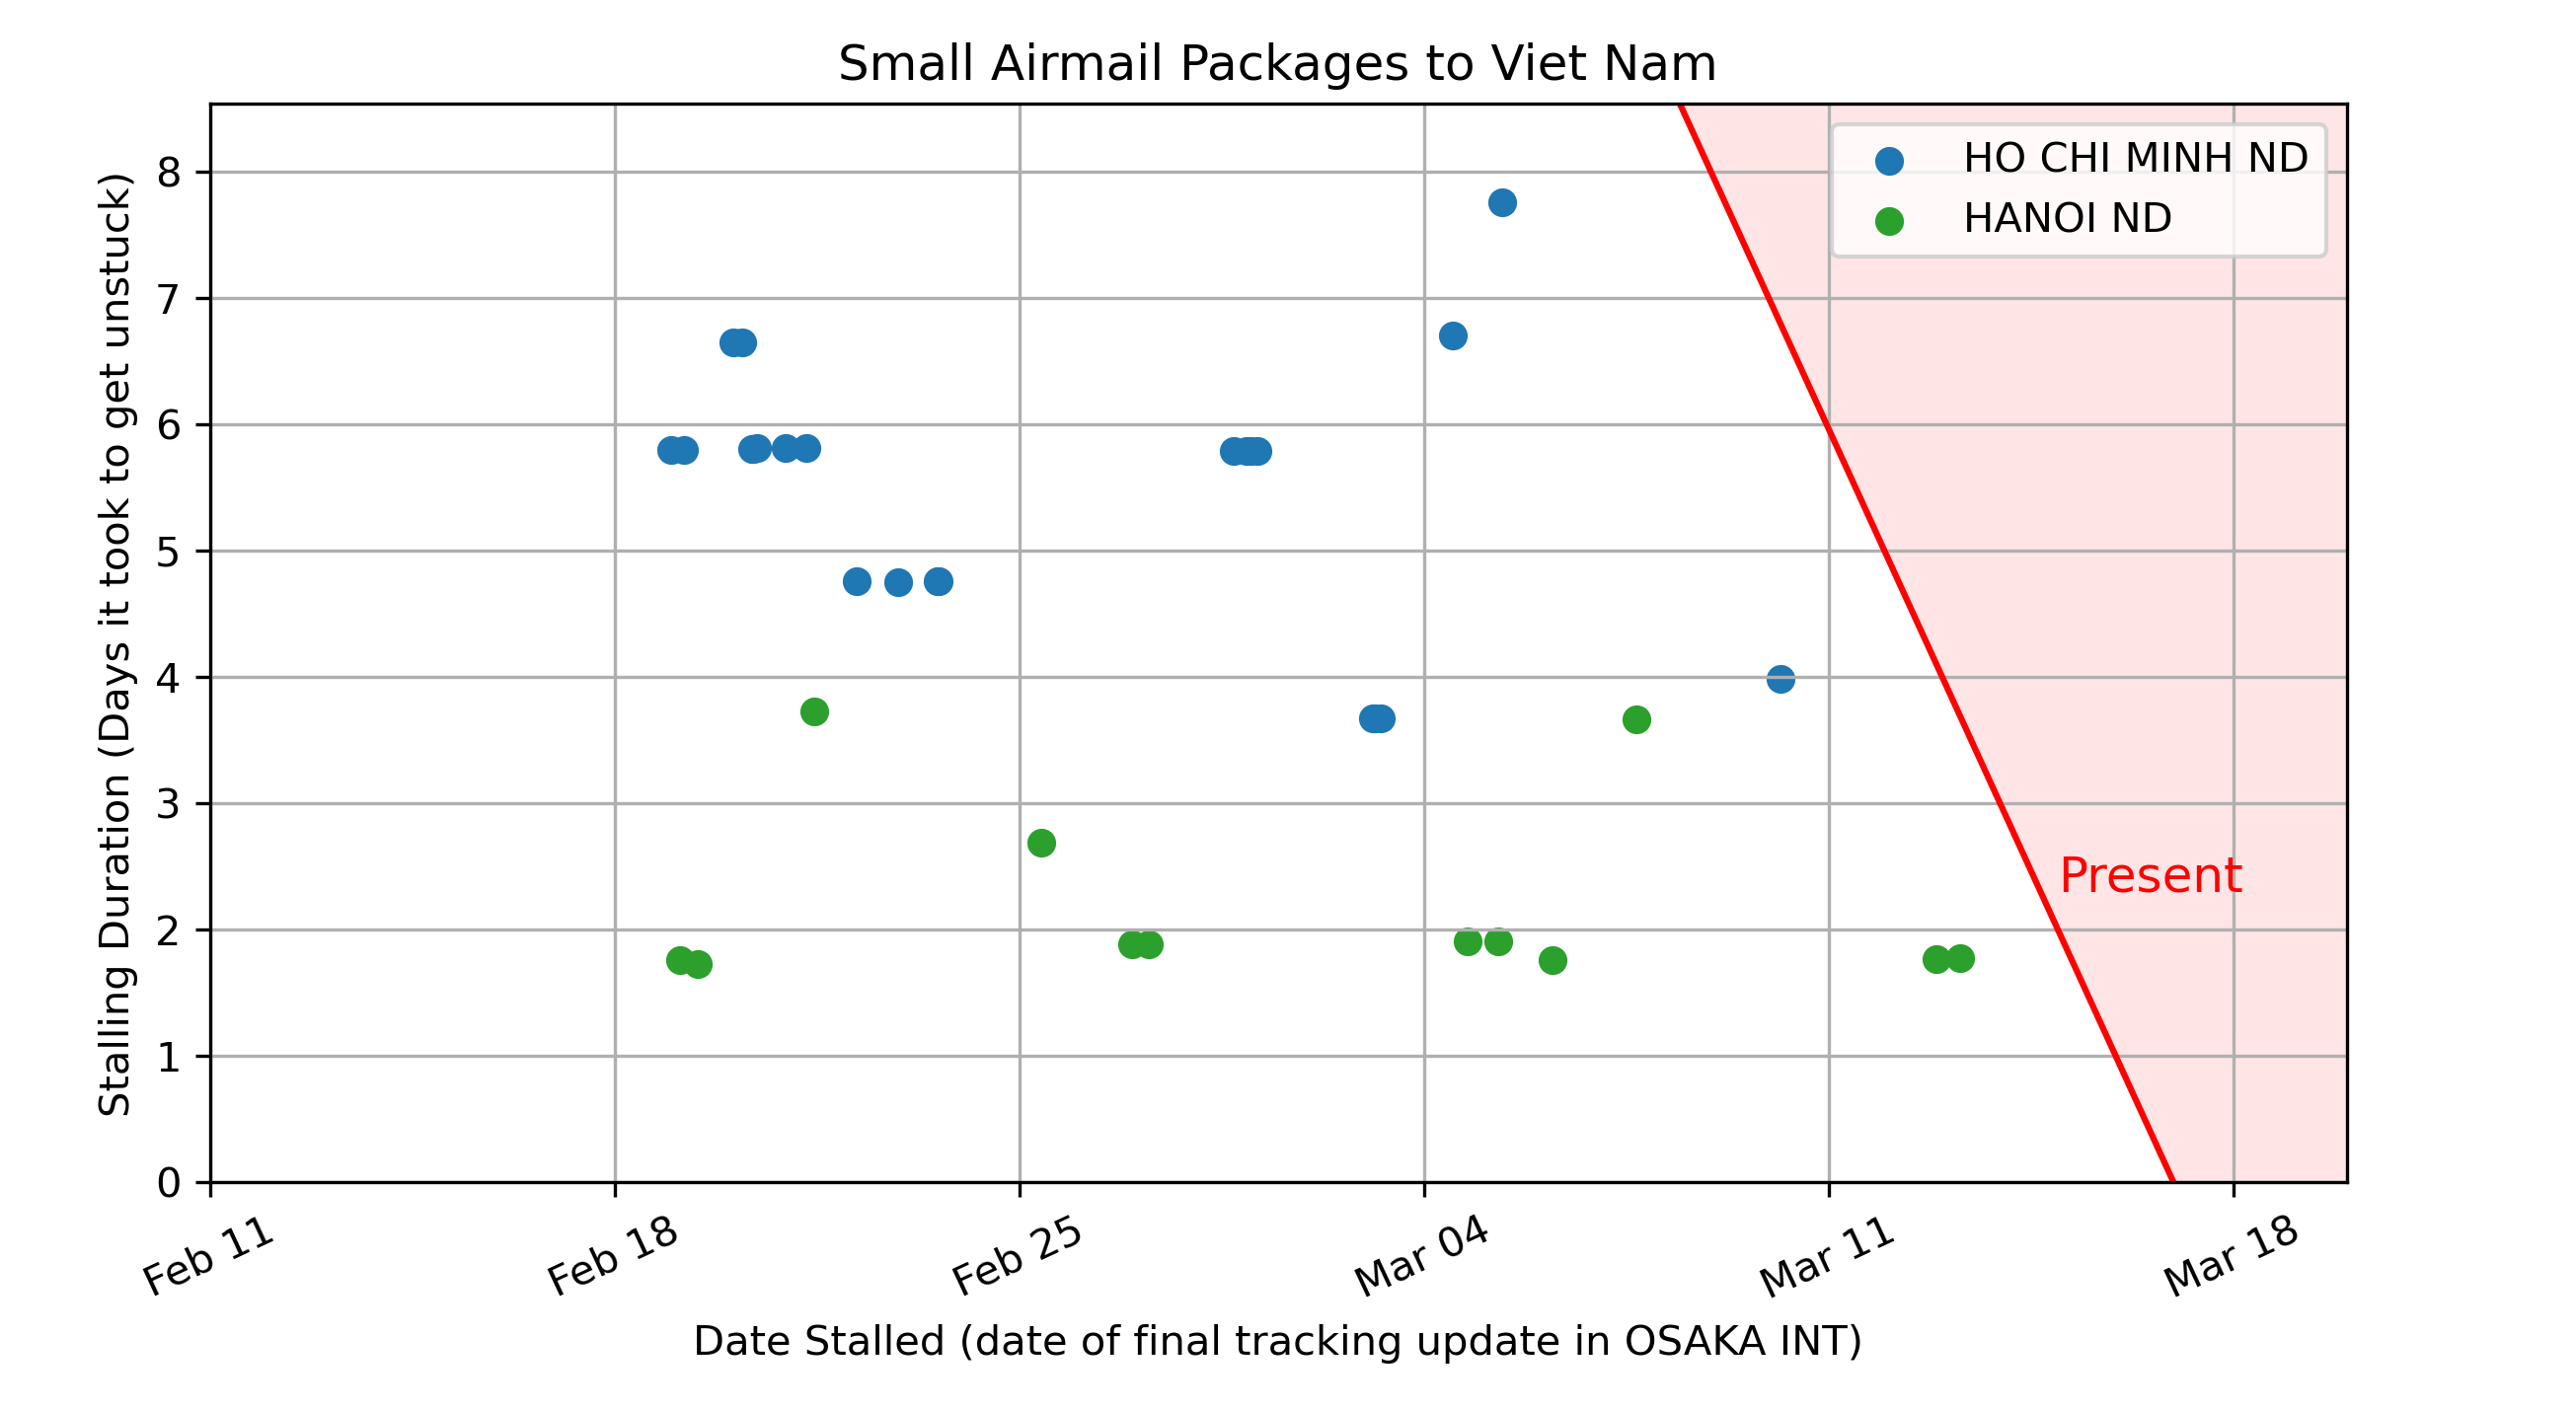 Small Airmail Packages to Viet Nam
Stalling Duration (Days it took to get unstuck)
8
7
6
5
4
3
2
1
0
HO CHI MINH ND
HANOI ND
Present
Feb 11
Feb 18
Feb 25
Mar 04
Mar 11
Mar 18
Date Stalled (date of final tracking update in OSAKA INT)